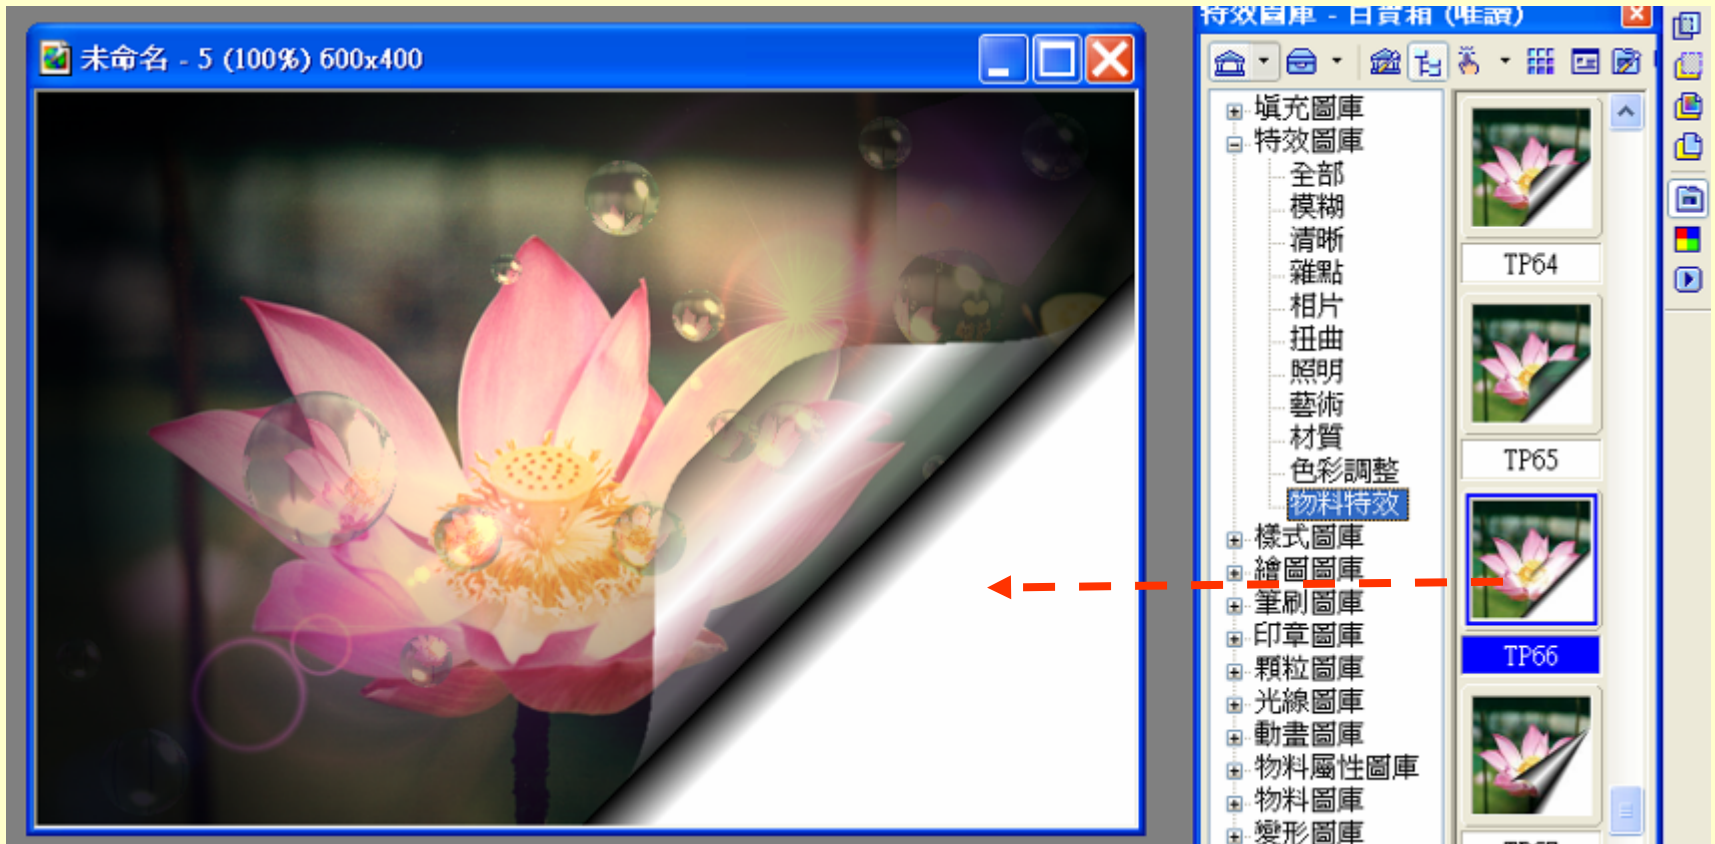 未命名 - 5 (100%) 600x400
特效圖庫 - 百寶箱 (唯讀)
填充圖庫
特效圖庫
全部
模糊
清晰
雜點
相片
扭曲
照明
藝術
材質
色彩調整
物料特效
樣式圖庫
繪圖圖庫
筆刷圖庫
印章圖庫
顆粒圖庫
光線圖庫
動畫圖庫
物料屬性圖庫
物料圖庫
變形圖庫
TP64
TP65
TP66